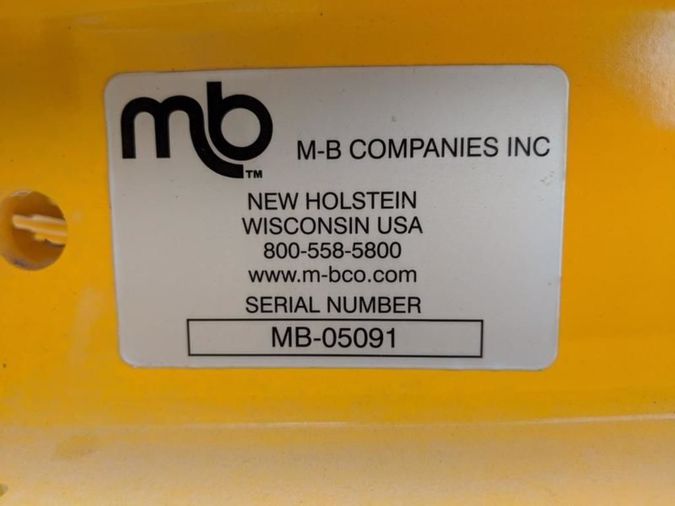 mb™ M-B COMPANIES INC
NEW HOLSTEIN
WISCONSIN USA
800-558-5800
www.m-bco.com
SERIAL NUMBER
MB-05091